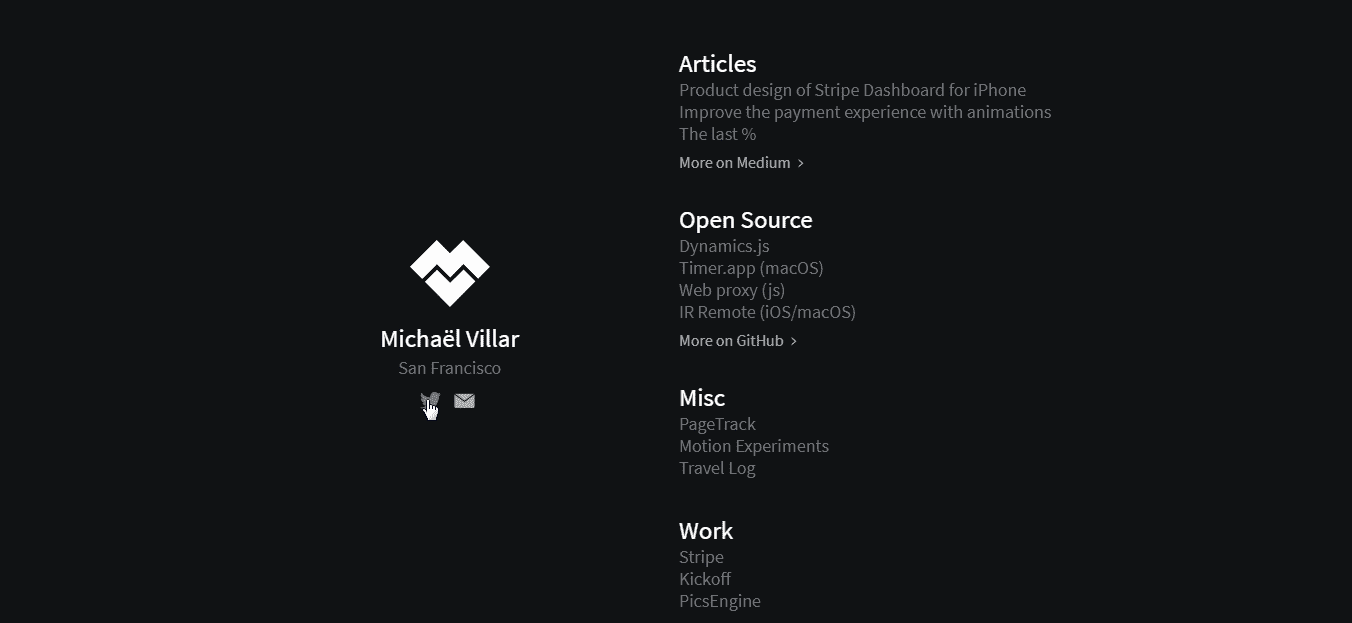 Michaël Villar
San Francisco
Articles
Product design of Stripe Dashboard for iPhone
Improve the payment experience with animations
The last %
More on Medium >
Open Source
Dynamics.js
Timer.app (macOS)
Web proxy (js)
IR Remote (iOS/macOS)
More on GitHub >
Misc
PageTrack
Motion Experiments
Travel Log
Work
Stripe
Kickoff
PicsEngine